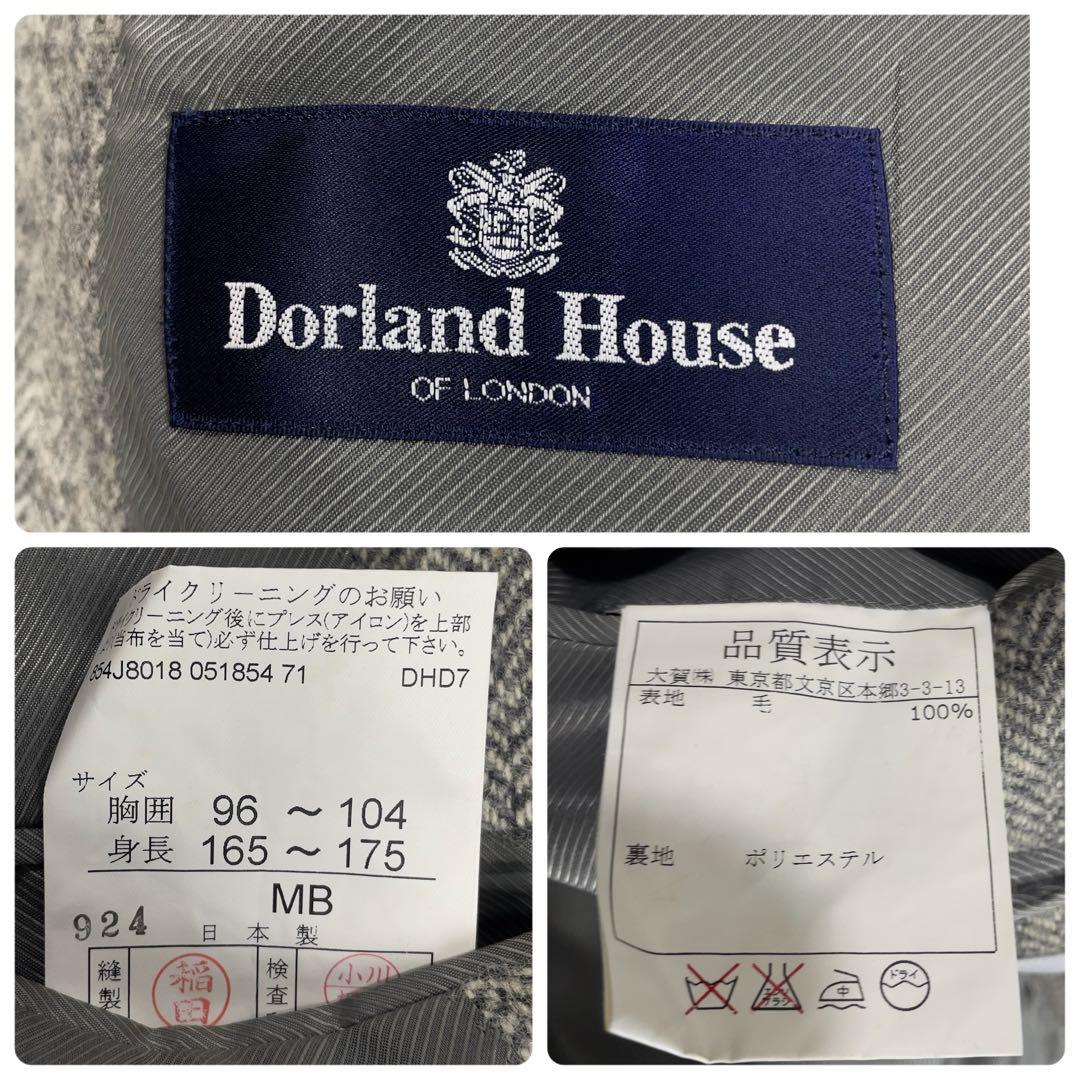 Dorland House
OF LONDON
ドライクリーニングのお願い
クリーニング後にプレス(アイロン)を上部
(当布を当て)必ず仕上げを行って下さい。
54J8018 051854 71 DHD7
サイズ
胸囲 96 ～ 104
身長 165 ～ 175
MB
924 日本製
縫製 稲田 検査 小川
品質表示
大賀㈱ 東京都文京区本郷3-3-13
表地 毛 100%
裏地 ポリエステル
中 ドライ